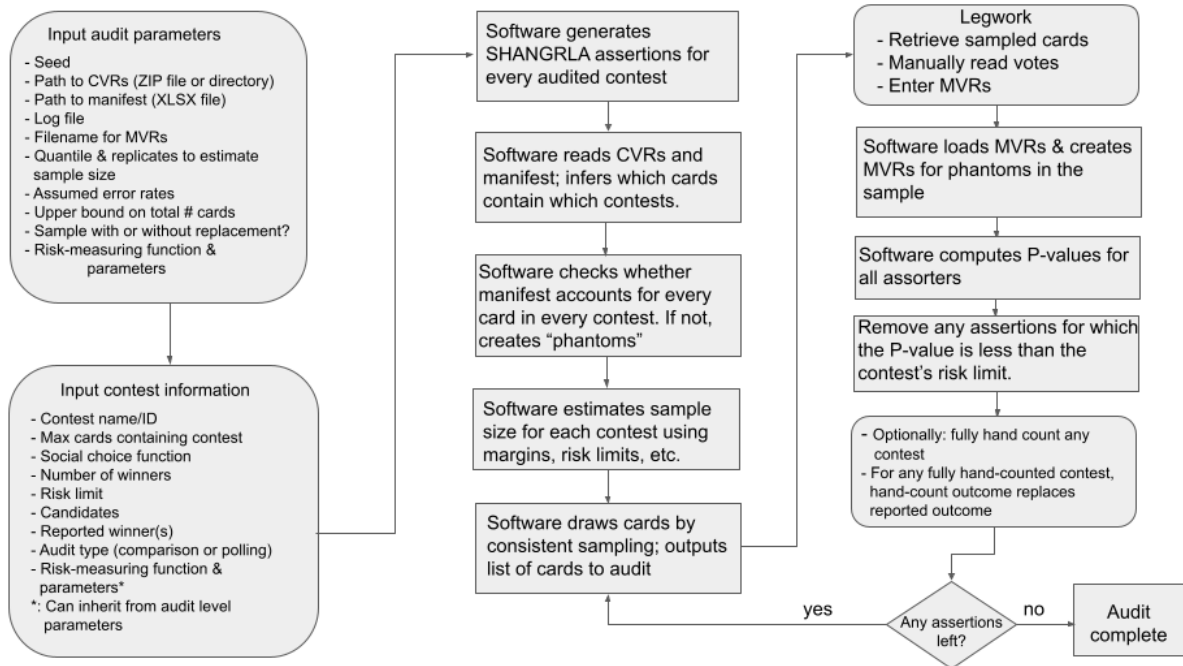 Input audit parameters
- Seed
- Path to CVRs (ZIP file or directory)
- Path to manifest (XLSX file)
- Log file
- Filename for MVRs
- Quantile & replicates to estimate
sample size
- Assumed error rates
- Upper bound on total # cards
- Sample with or without replacement?
- Risk-measuring function &
parameters
Input contest information
- Contest name/ID
- Max cards containing contest
- Social choice function
- Number of winners
- Risk limit
- Candidates
- Reported winner(s)
- Audit type (comparison or polling)
- Risk-measuring function &
parameters*
*: Can inherit from audit level
parameters
Software generates
SHANGRLA assertions for
every audited contest
Software reads CVRs and
manifest; infers which cards
contain which contests.
Software checks whether
manifest accounts for every
card in every contest. If not,
creates “phantoms”
Software estimates sample
size for each contest using
margins, risk limits, etc.
Software draws cards by
consistent sampling; outputs
list of cards to audit
Legwork
- Retrieve sampled cards
- Manually read votes
- Enter MVRs
Software loads MVRs & creates
MVRs for phantoms in the
sample
Software computes P-values for
all assorters
Remove any assertions for which
the P-value is less than the
contest’s risk limit.
- Optionally: fully hand count any
contest
- For any fully hand-counted contest,
hand-count outcome replaces
reported outcome
Any assertions
left?
yes
no
Audit
complete